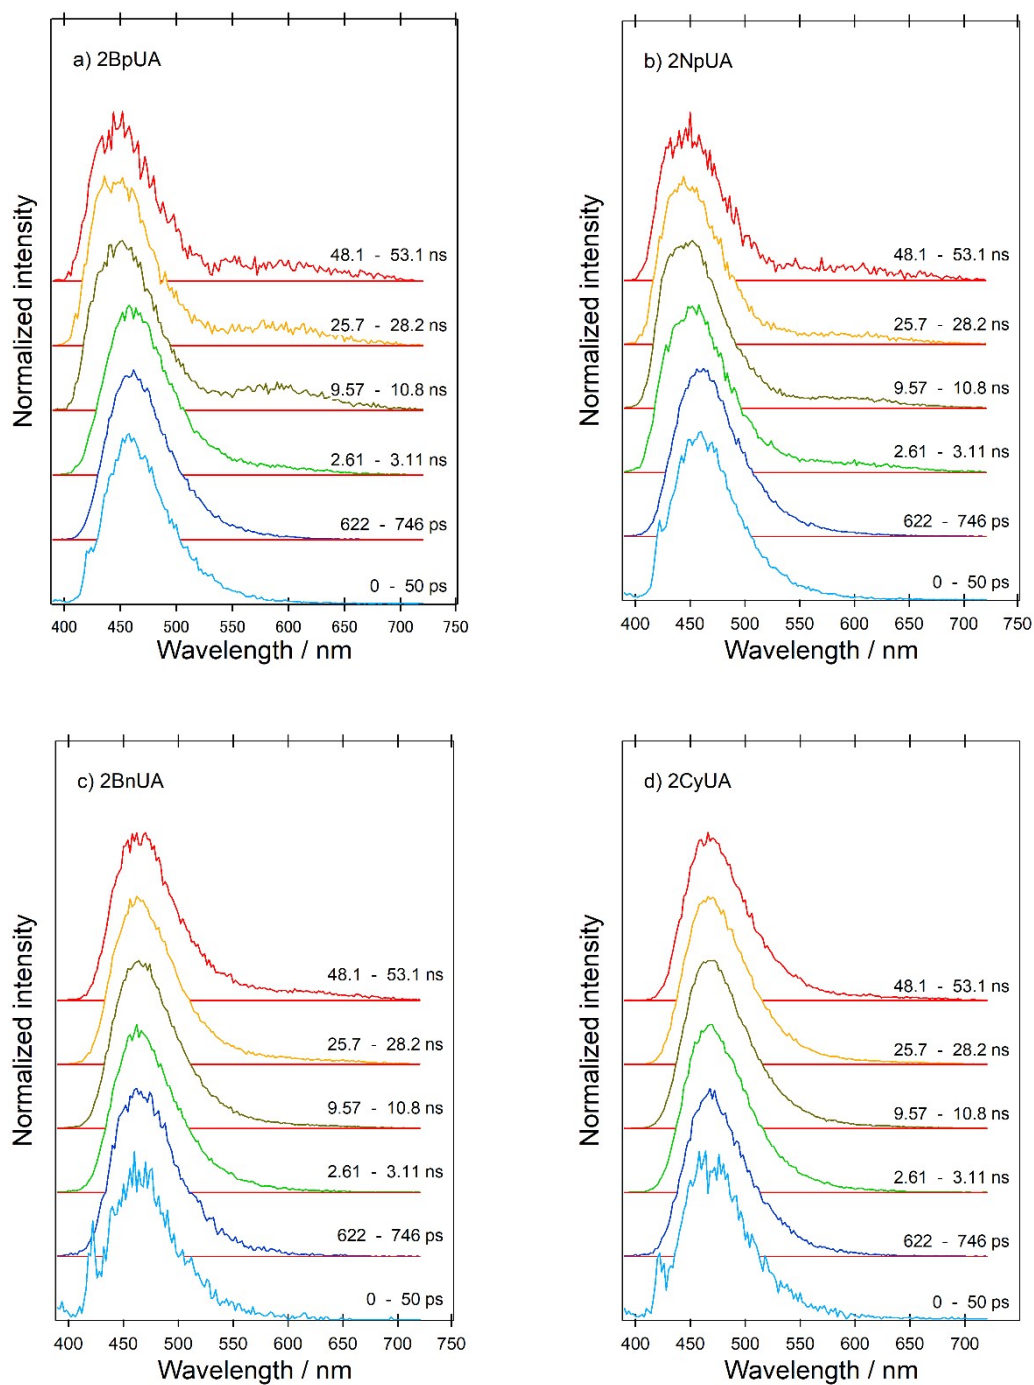 a) 2BpUA
48.1 - 53.1 ns
25.7 - 28.2 ns
9.57 - 10.8 ns
2.61 - 3.11 ns
622 - 746 ps
0 - 50 ps
Normalized intensity
400 450 500 550 600 650 700 750
Wavelength / nm
b) 2NpUA
48.1 - 53.1 ns
25.7 - 28.2 ns
9.57 - 10.8 ns
2.61 - 3.11 ns
622 - 746 ps
0 - 50 ps
Normalized intensity
400 450 500 550 600 650 700 750
Wavelength / nm
c) 2BnUA
48.1 - 53.1 ns
25.7 - 28.2 ns
9.57 - 10.8 ns
2.61 - 3.11 ns
622 - 746 ps
0 - 50 ps
Normalized intensity
400 450 500 550 600 650 700 750
Wavelength / nm
d) 2CyUA
48.1 - 53.1 ns
25.7 - 28.2 ns
9.57 - 10.8 ns
2.61 - 3.11 ns
622 - 746 ps
0 - 50 ps
Normalized intensity
400 450 500 550 600 650 700
Wavelength / nm